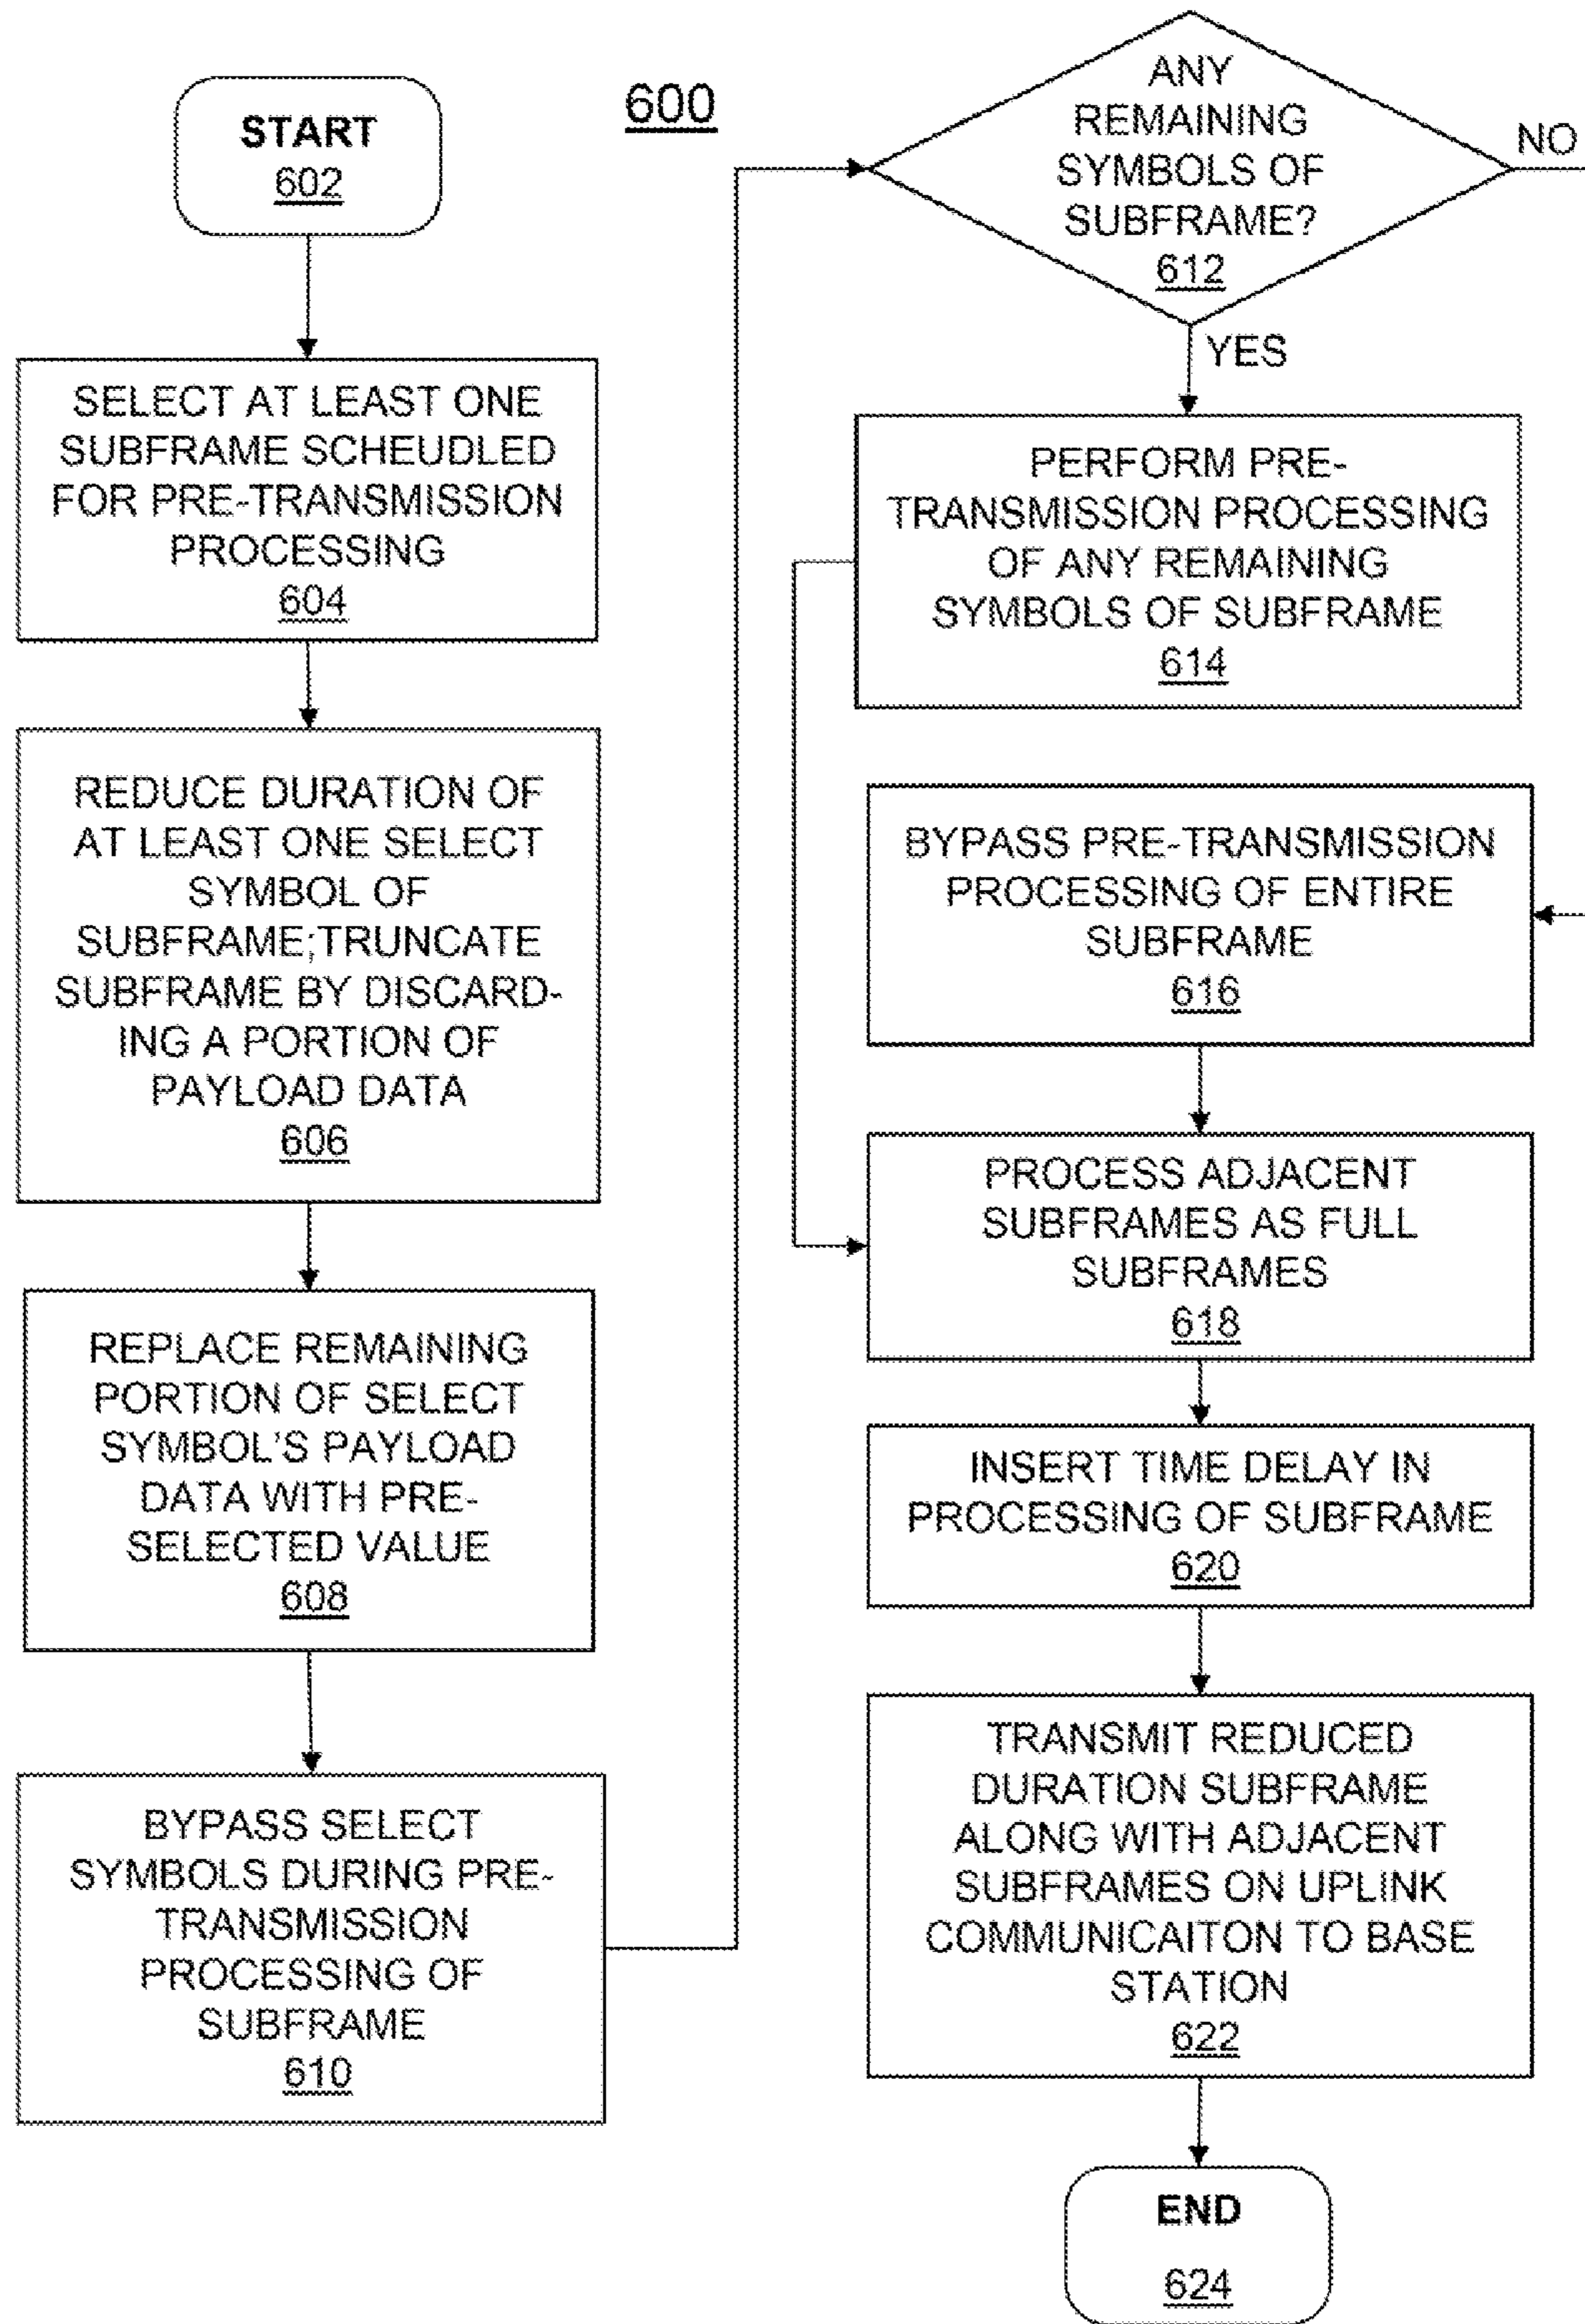 600
START
602
SELECT AT LEAST ONE
SUBFRAME SCHEUDLED
FOR PRE-TRANSMISSION
PROCESSING
604
REDUCE DURATION OF
AT LEAST ONE SELECT
SYMBOL OF
SUBFRAME;TRUNCATE
SUBFRAME BY DISCARD-
ING A PORTION OF
PAYLOAD DATA
606
REPLACE REMAINING
PORTION OF SELECT
SYMBOL'S PAYLOAD
DATA WITH PRE-
SELECTED VALUE
608
BYPASS SELECT
SYMBOLS DURING PRE-
TRANSMISSION
PROCESSING OF
SUBFRAME
610
ANY
REMAINING
SYMBOLS OF
SUBFRAME?
612
NO
YES
PERFORM PRE-
TRANSMISSION PROCESSING
OF ANY REMAINING
SYMBOLS OF SUBFRAME
614
BYPASS PRE-TRANSMISSION
PROCESSING OF ENTIRE
SUBFRAME
616
PROCESS ADJACENT
SUBFRAMES AS FULL
SUBFRAMES
618
INSERT TIME DELAY IN
PROCESSING OF SUBFRAME
620
TRANSMIT REDUCED
DURATION SUBFRAME
ALONG WITH ADJACENT
SUBFRAMES ON UPLINK
COMMUNICAITON TO BASE
STATION
622
END
624